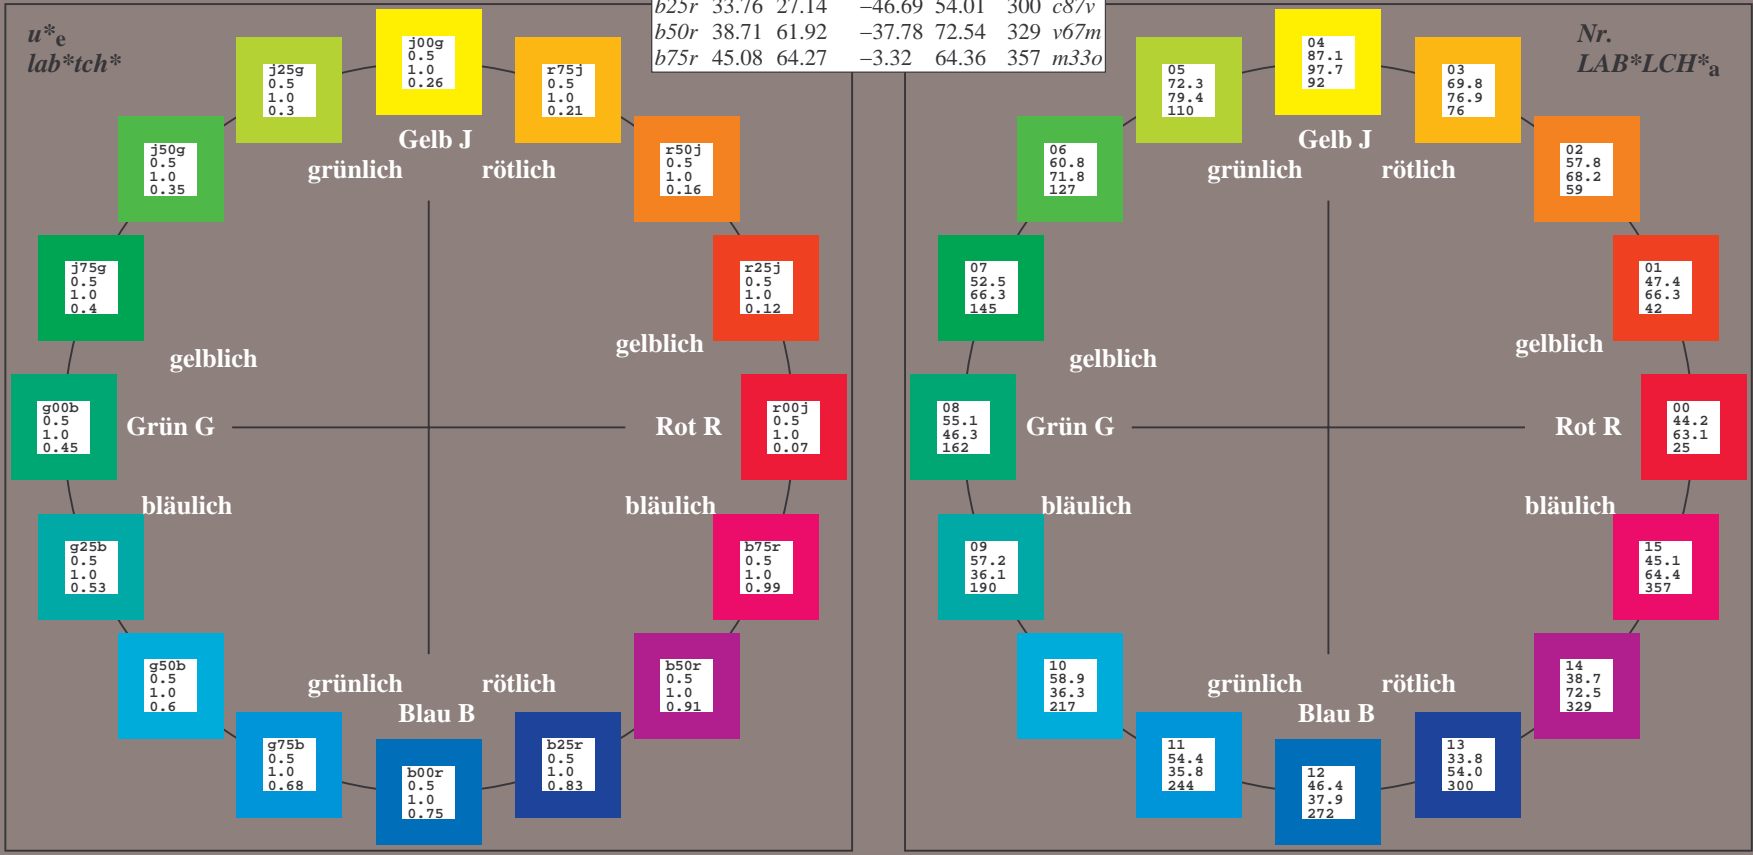 b25r 33.76 27.14 −46.69 54.01 300 c87v
b50r 38.71 61.92 −37.78 72.54 329 v67m
b75r 45.08 64.27 −3.32 64.36 357 m33o
u*e
lab*tch*
j00g
0.5
1.0
0.26
j25g
0.5
1.0
0.3
r75j
0.5
1.0
0.21
Gelb J
grünlich rötlich
j50g
0.5
1.0
0.35
r50j
0.5
1.0
0.16
j75g
0.5
1.0
0.4
r25j
0.5
1.0
0.12
gelblich
gelblich
g00b
0.5
1.0
0.45
Grün G
Rot R
r00j
0.5
1.0
0.07
bläulich
bläulich
g25b
0.5
1.0
0.53
b75r
0.5
1.0
0.99
g50b
0.5
1.0
0.6
b50r
0.5
1.0
0.91
grünlich rötlich
Blau B
g75b
0.5
1.0
0.68
b00r
0.5
1.0
0.75
b25r
0.5
1.0
0.83
Nr.
LAB*LCH*a
04
87.1
97.7
92
05
72.3
79.4
110
03
69.8
76.9
76
Gelb J
grünlich rötlich
06
60.8
71.8
127
02
57.8
68.2
59
07
52.5
66.3
145
01
47.4
66.3
42
gelblich
gelblich
08
55.1
46.3
162
Grün G
Rot R
00
44.2
63.1
25
bläulich
bläulich
09
57.2
36.1
190
15
45.1
64.4
357
10
58.9
36.3
217
14
38.7
72.5
329
grünlich rötlich
Blau B
11
54.4
35.8
244
12
46.4
37.9
272
13
33.8
54.0
300